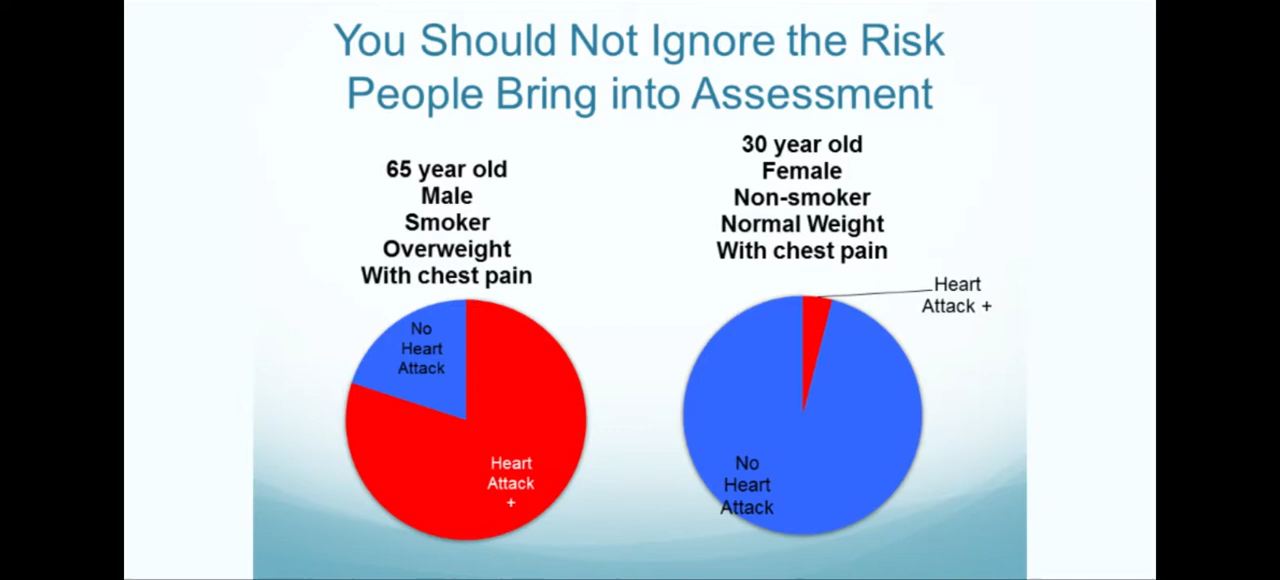 You Should Not Ignore the Risk
People Bring into Assessment
65 year old
Male
Smoker
Overweight
With chest pain
No
Heart
Attack
Heart
Attack
+
30 year old
Female
Non-smoker
Normal Weight
With chest pain
Heart
Attack +
No
Heart
Attack